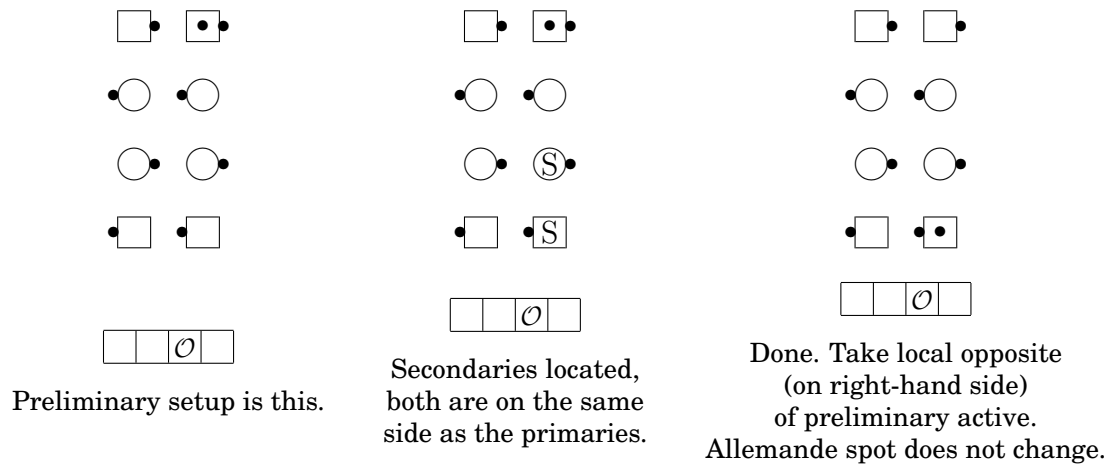 S
S
𝒪
𝒪
𝒪
Preliminary setup is this.
Secondaries located,
both are on the same
side as the primaries.
Done. Take local opposite
(on right-hand side)
of preliminary active.
Allemande spot does not change.